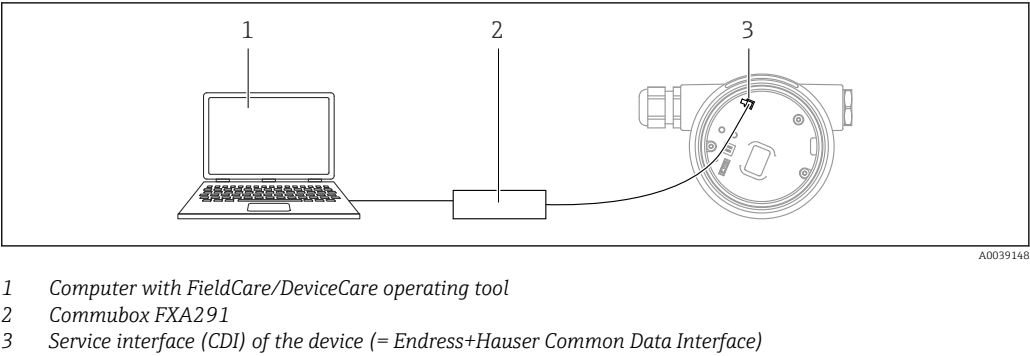 1 2 3
A0039148
1 Computer with FieldCare/DeviceCare operating tool
2 Commubox FXA291
3 Service interface (CDI) of the device (= Endress+Hauser Common Data Interface)